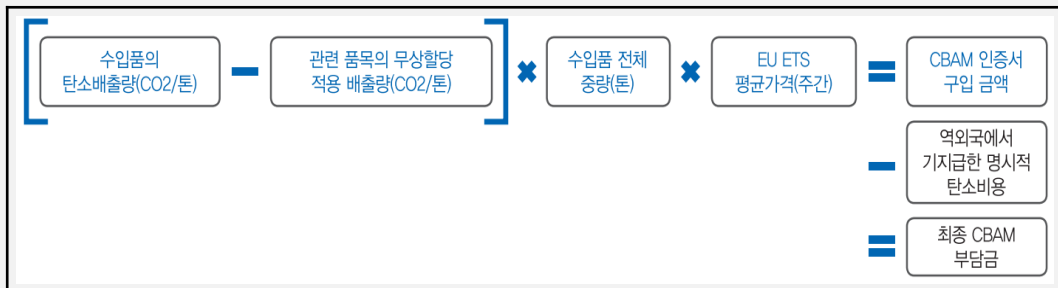 수입품의
탄소배출량(CO2/톤)
관련 품목의 무상할당
적용 배출량(CO2/톤)
수입품 전체
중량(톤)
EU ETS
평균가격(주간)
CBAM 인증서
구입 금액
역외국에서
기지급한 명시적
탄소비용
최종 CBAM
부담금